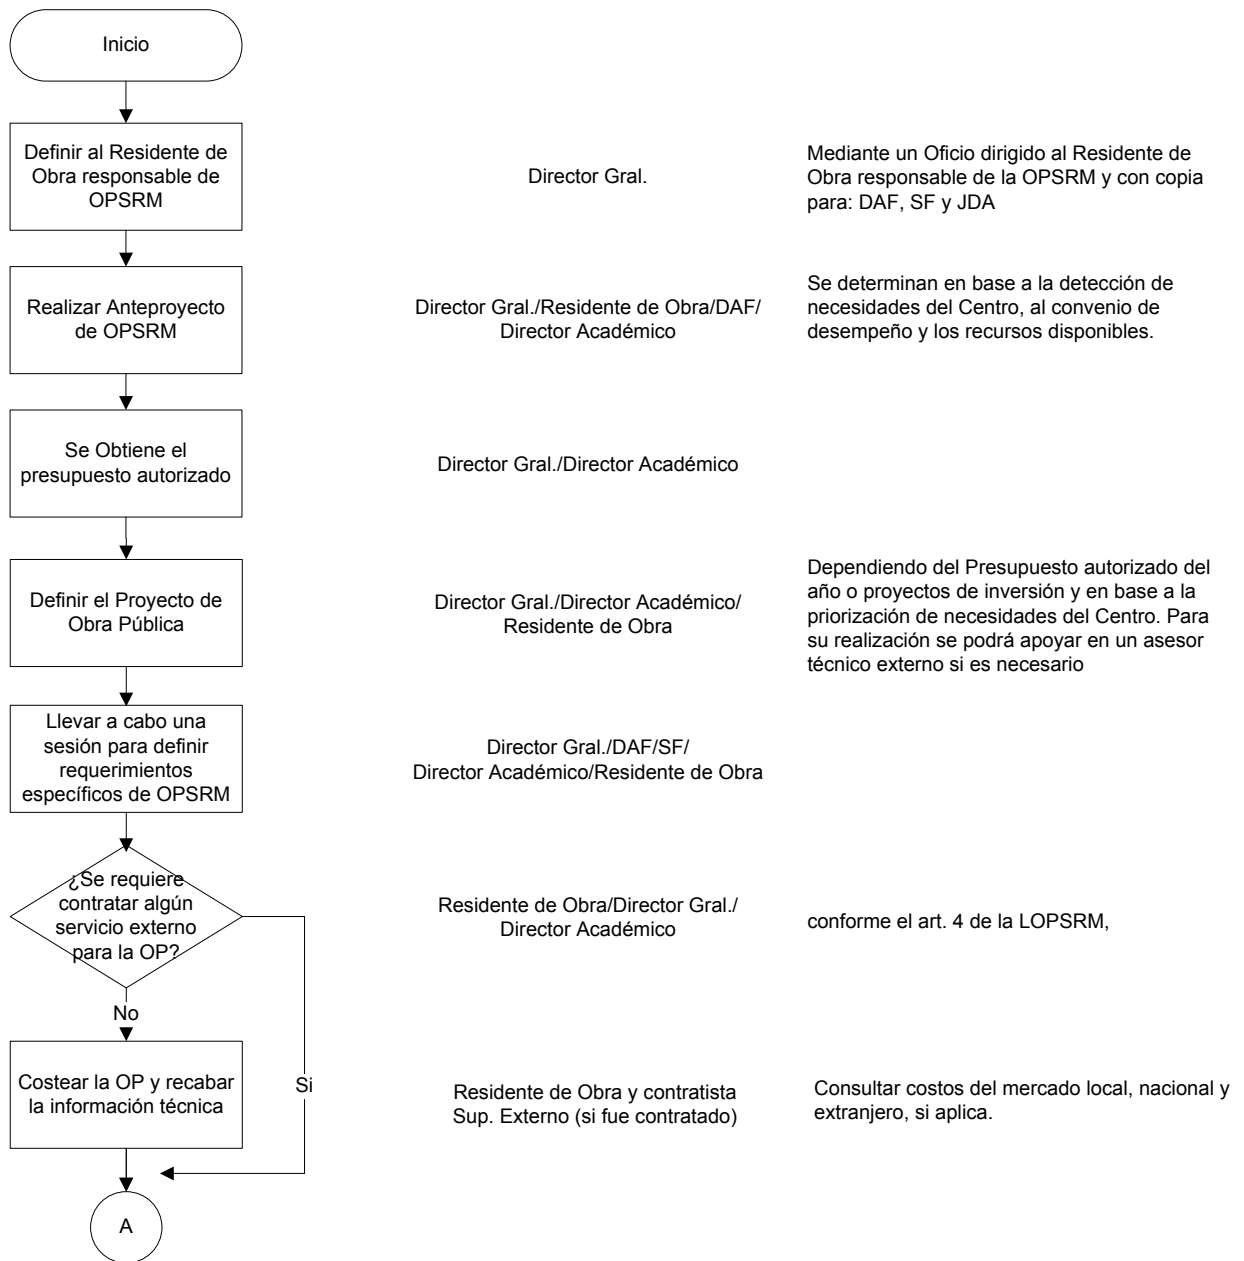 Inicio
Definir al Residente de
Obra responsable de
OPSRM
Director Gral.
Mediante un Oficio dirigido al Residente de
Obra responsable de la OPSRM y con copia
para: DAF, SF y JDA
Realizar Anteproyecto
de OPSRM
Director Gral./Residente de Obra/DAF/
Director Académico
Se determinan en base a la detección de
necesidades del Centro, al convenio de
desempeño y los recursos disponibles.
Se Obtiene el
presupuesto autorizado
Director Gral./Director Académico
Definir el Proyecto de
Obra Pública
Director Gral./Director Académico/
Residente de Obra
Dependiendo del Presupuesto autorizado del
año o proyectos de inversión y en base a la
priorización de necesidades del Centro. Para
su realización se podrá apoyar en un asesor
técnico externo si es necesario
Llevar a cabo una
sesión para definir
requerimientos
específicos de OPSRM
Director Gral./DAF/SF/
Director Académico/Residente de Obra
¿Se requiere
contratar algún
servicio externo
para la OP?
Residente de Obra/Director Gral./
Director Académico
conforme el art. 4 de la LOPSRM,
No
Costear la OP y recabar
la información técnica
Si
Residente de Obra y contratista
Sup. Externo (si fue contratado)
Consultar costos del mercado local, nacional y
extranjero, si aplica.
A